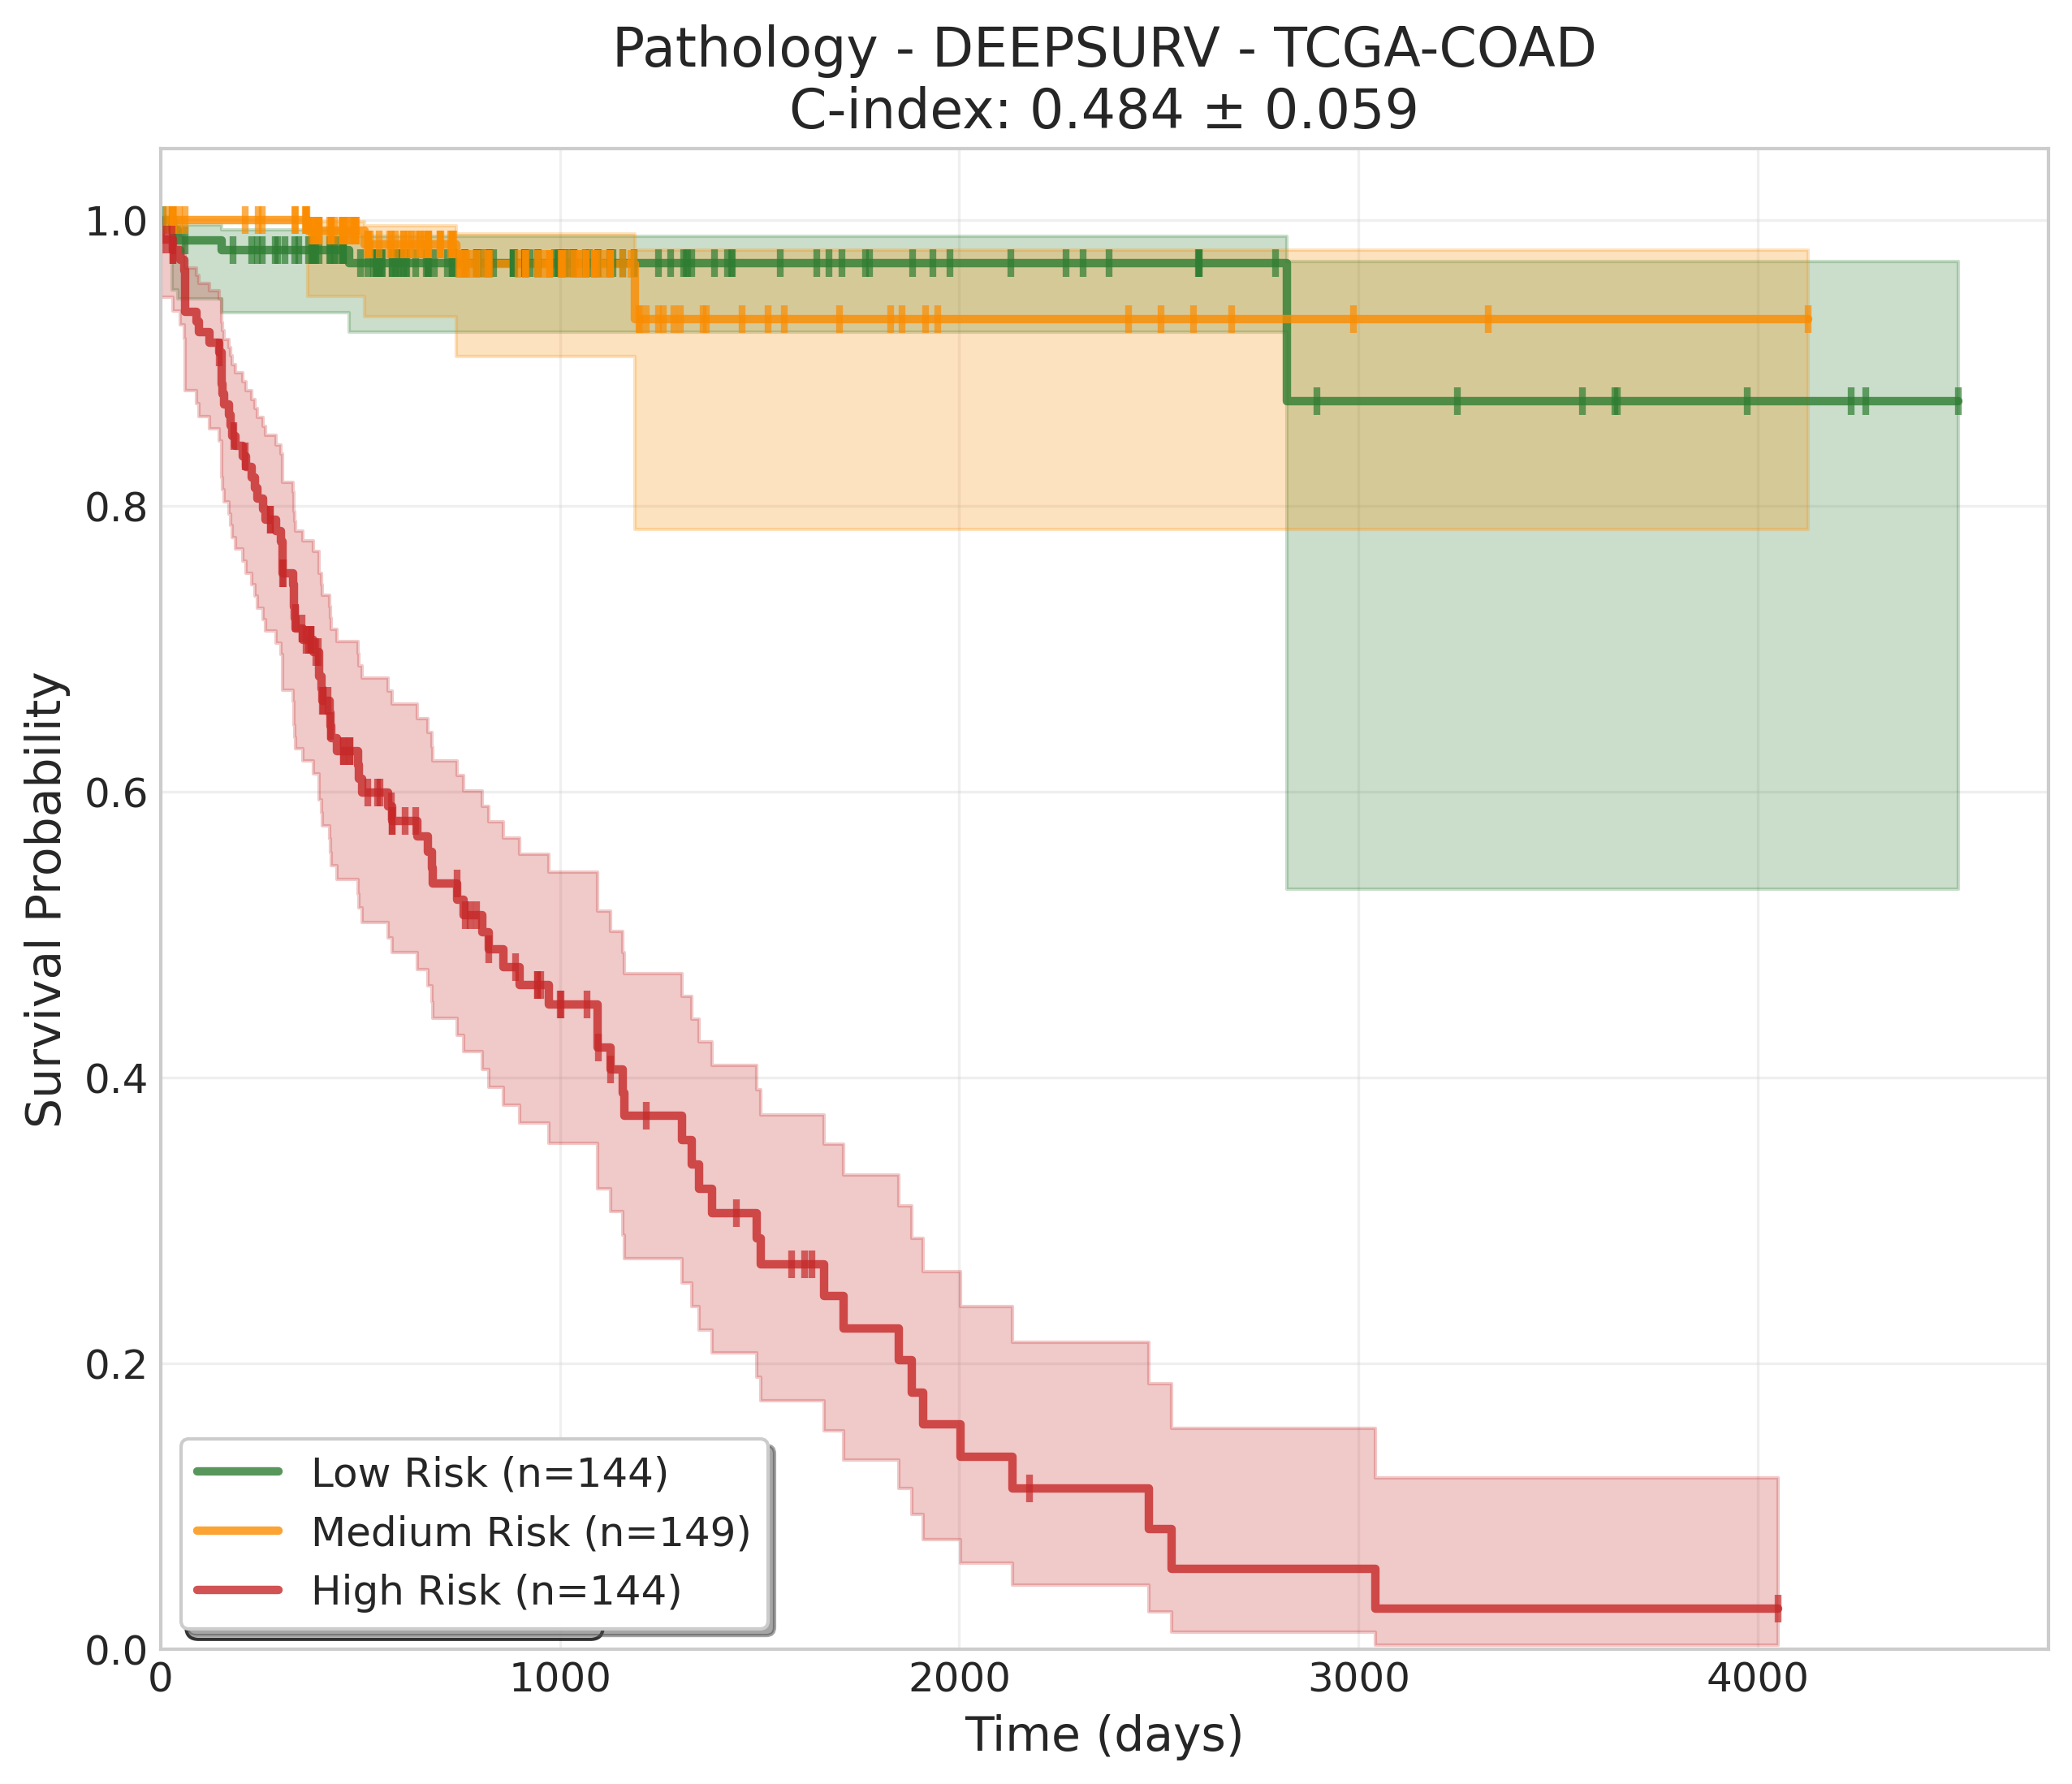 Pathology - DEEPSURV - TCGA-COAD
C-index: 0.484 ± 0.059
Survival Probability
1.0
0.8
0.6
0.4
0.2
0.0
Low Risk (n=144)
Medium Risk (n=149)
High Risk (n=144)
0 1000 2000 3000 4000
Time (days)